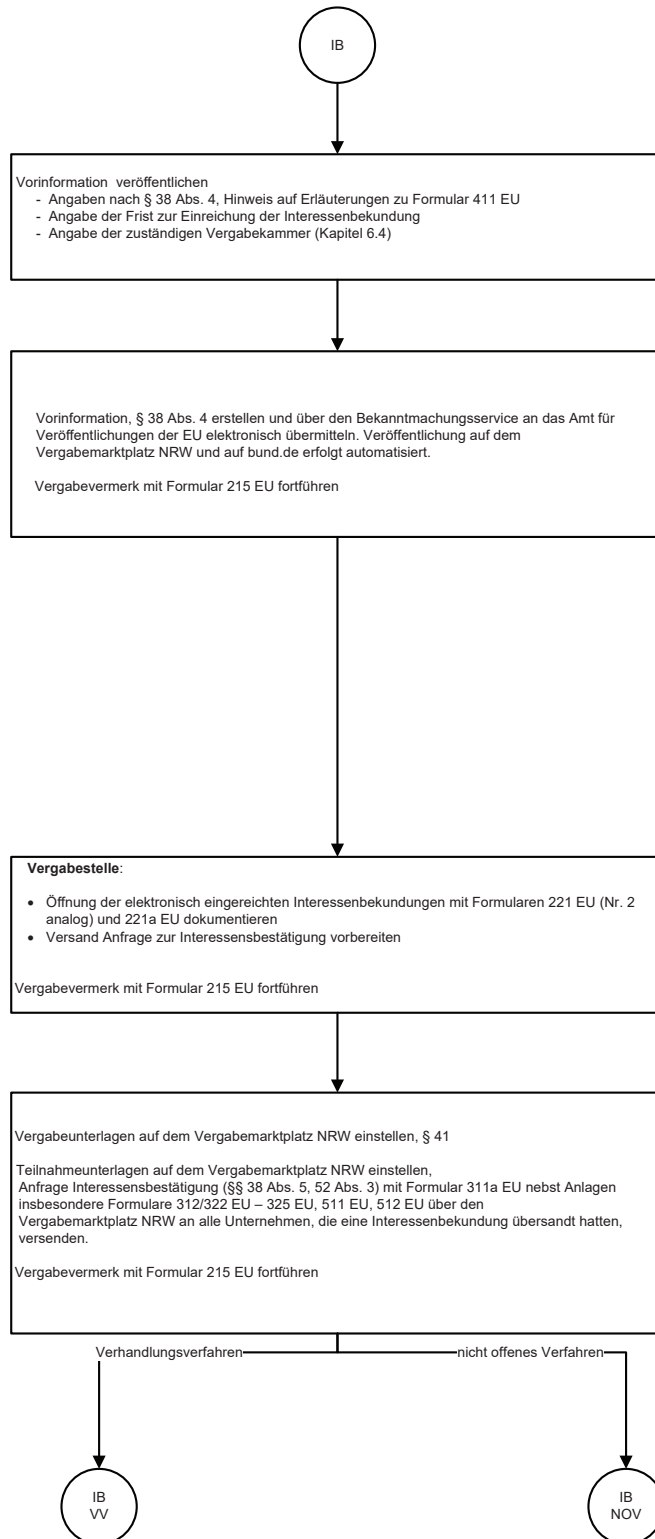 IB
Vorinformation veröffentlichen
- Angaben nach § 38 Abs. 4, Hinweis auf Erläuterungen zu Formular 411 EU
- Angabe der Frist zur Einreichung der Interessenbekundung
- Angabe der zuständigen Vergabekammer (Kapitel 6.4)
Vorinformation, § 38 Abs. 4 erstellen und über den Bekanntmachungsservice an das Amt für
Veröffentlichungen der EU elektronisch übermitteln. Veröffentlichung auf dem
Vergabemarktplatz NRW und auf bund.de erfolgt automatisiert.
Vergabevermerk mit Formular 215 EU fortführen
Vergabestelle:
• Öffnung der elektronisch eingereichten Interessenbekundungen mit Formularen 221 EU (Nr. 2
analog) und 221a EU dokumentieren
• Versand Anfrage zur Interessensbestätigung vorbereiten
Vergabevermerk mit Formular 215 EU fortführen
Vergabeunterlagen auf dem Vergabemarktplatz NRW einstellen, § 41
Teilnahmeunterlagen auf dem Vergabemarktplatz NRW einstellen,
Anfrage Interessensbestätigung (§§ 38 Abs. 5, 52 Abs. 3) mit Formular 311a EU nebst Anlagen
insbesondere Formulare 312/322 EU – 325 EU, 511 EU, 512 EU über den
Vergabemarktplatz NRW an alle Unternehmen, die eine Interessenbekundung übersandt hatten,
versenden.
Vergabevermerk mit Formular 215 EU fortführen
Verhandlungsverfahren
nicht offenes Verfahren
IB
VV
IB
NOV